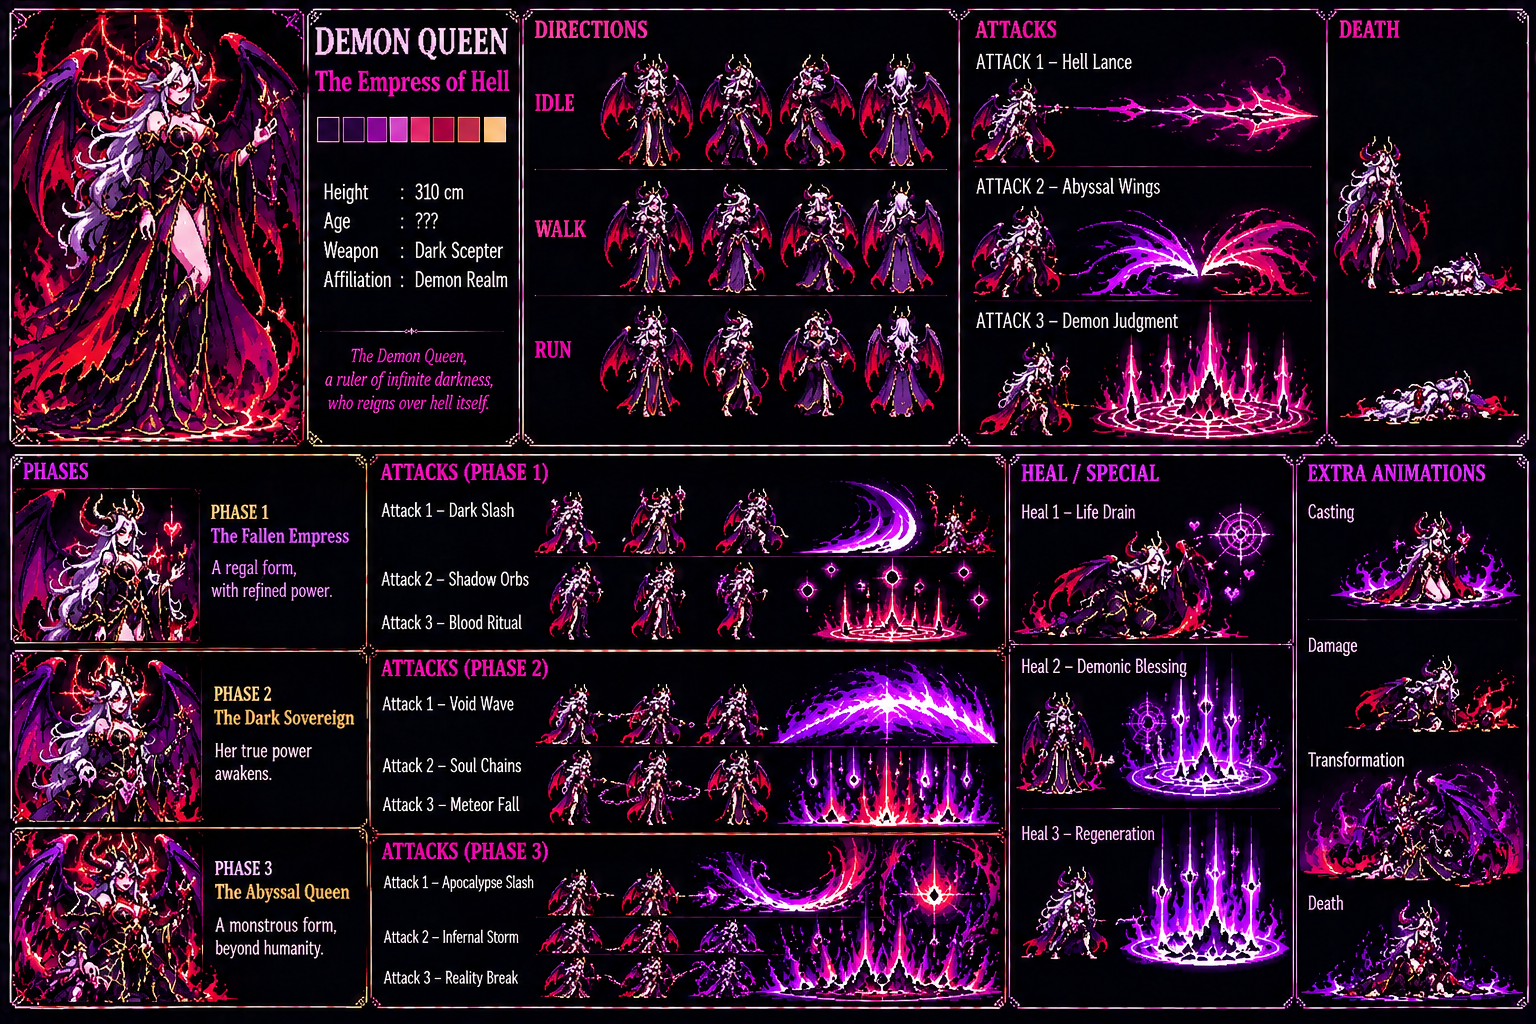 DEMON QUEEN
The Empress of Hell
Height : 310 cm
Age : ???
Weapon : Dark Scepter
Affiliation : Demon Realm
The Demon Queen,
a ruler of infinite darkness,
who reigns over hell itself.
DIRECTIONS
IDLE
WALK
RUN
ATTACKS
ATTACK 1 – Hell Lance
ATTACK 2 – Abyssal Wings
ATTACK 3 – Demon Judgment
DEATH
PHASES
PHASE 1
The Fallen Empress
A regal form,
with refined power.
PHASE 2
The Dark Sovereign
Her true power
awakens.
PHASE 3
The Abyssal Queen
A monstrous form,
beyond humanity.
ATTACKS (PHASE 1)
Attack 1 – Dark Slash
Attack 2 – Shadow Orbs
Attack 3 – Blood Ritual
ATTACKS (PHASE 2)
Attack 1 – Void Wave
Attack 2 – Soul Chains
Attack 3 – Meteor Fall
ATTACKS (PHASE 3)
Attack 1 – Apocalypse Slash
Attack 2 – Infernal Storm
Attack 3 – Reality Break
HEAL / SPECIAL
Heal 1 – Life Drain
Heal 2 – Demonic Blessing
Heal 3 – Regeneration
EXTRA ANIMATIONS
Casting
Damage
Transformation
Death